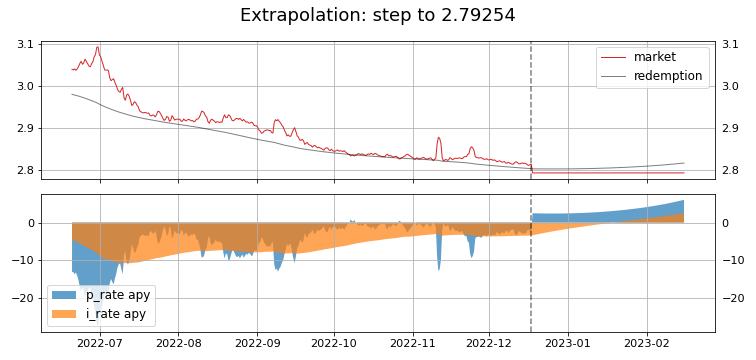 Extrapolation: step to 2.79254
3.1
3.0
2.9
2.8
market
redemption
3.1
3.0
2.9
2.8
0
−10
−20
p_rate apy
i_rate apy
0
−10
−20
2022-07 2022-08 2022-09 2022-10 2022-11 2022-12 2023-01 2023-02